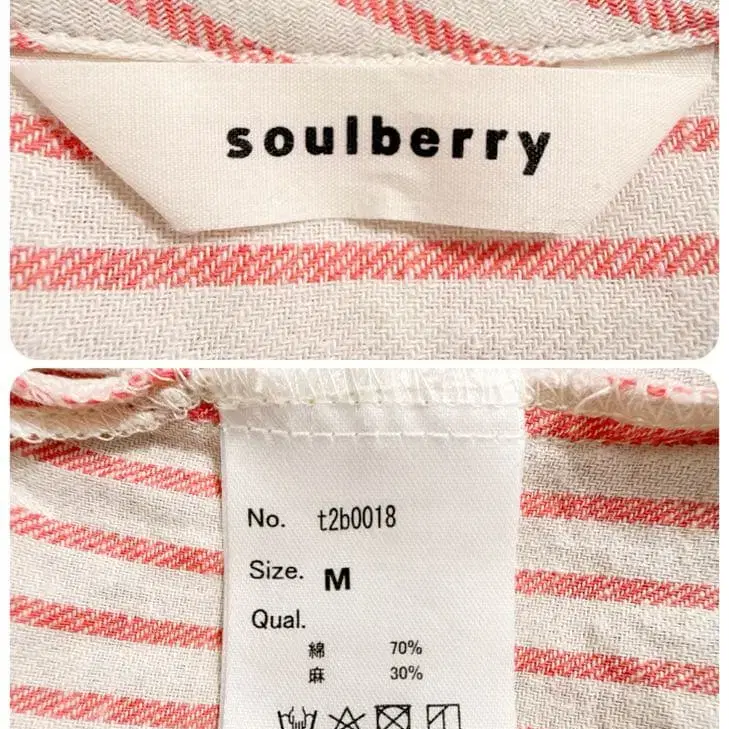 soulberry
No. t2b0018
Size. M
Qual.
綿 70%
麻 30%